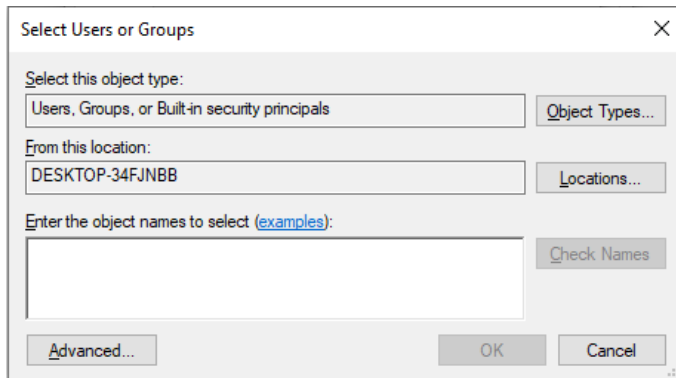 Select Users or Groups
Select this object type:
Users, Groups, or Built-in security principals
Object Types...
From this location:
DESKTOP-34FJNBB
Locations...
Enter the object names to select (examples):
Check Names
Advanced...
OK
Cancel